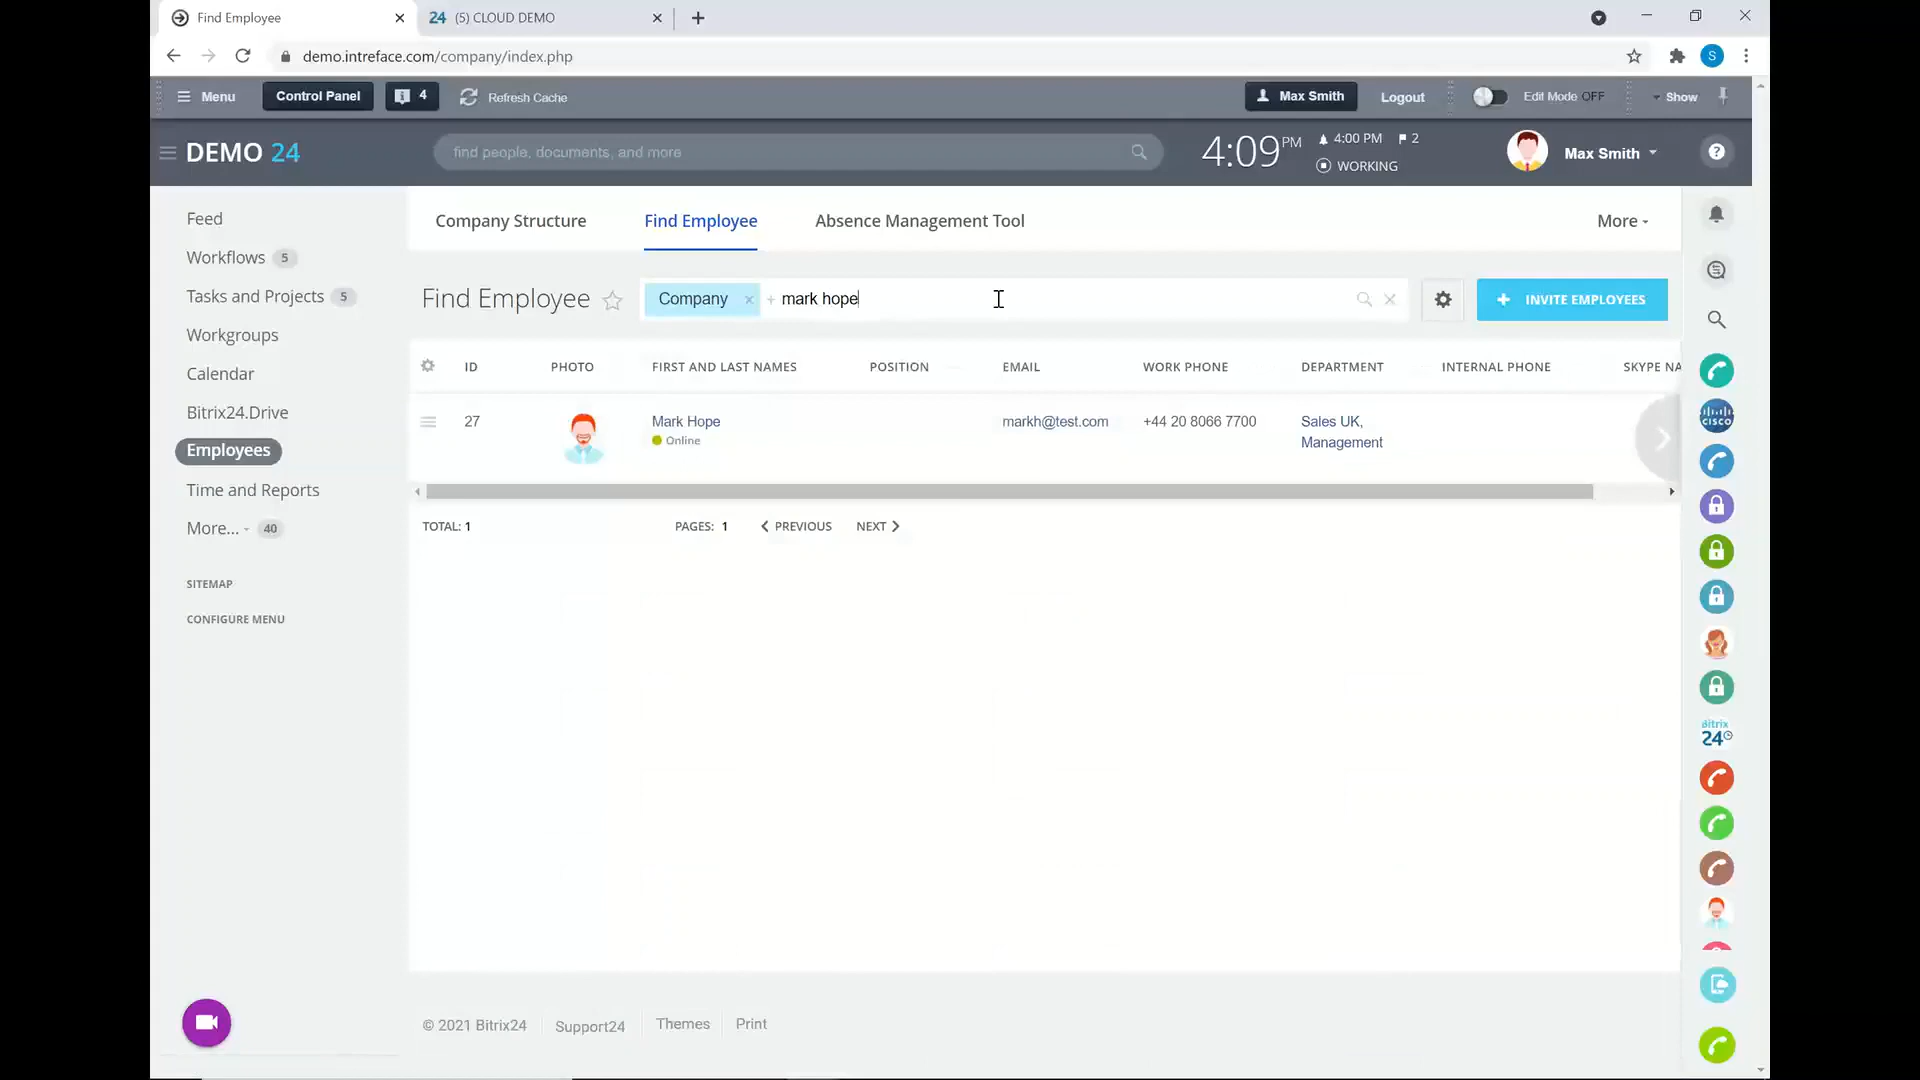 Find Employee
24 (5) CLOUD DEMO
demo.intreface.com/company/index.php
S
Menu
Control Panel
4
Refresh Cache
Max Smith
Logout
Edit Mode OFF
Show
DEMO 24
find people, documents, and more
4:09 PM
4:00 PM
2
WORKING
Max Smith
?
Feed
Workflows 5
Tasks and Projects 5
Workgroups
Calendar
Bitrix24.Drive
Employees
Time and Reports
More... 40
SITEMAP
CONFIGURE MENU
Company Structure
Find Employee
Absence Management Tool
More
Find Employee
Company × + mark hope
+ INVITE EMPLOYEES
ID PHOTO FIRST AND LAST NAMES POSITION EMAIL WORK PHONE DEPARTMENT INTERNAL PHONE SKYPE NA
27 Mark Hope markh@test.com +44 20 8066 7700 Sales UK,
Online Management
TOTAL: 1 PAGES: 1 PREVIOUS NEXT
CISCO
Bitrix
24
© 2021 Bitrix24 Support24 Themes Print